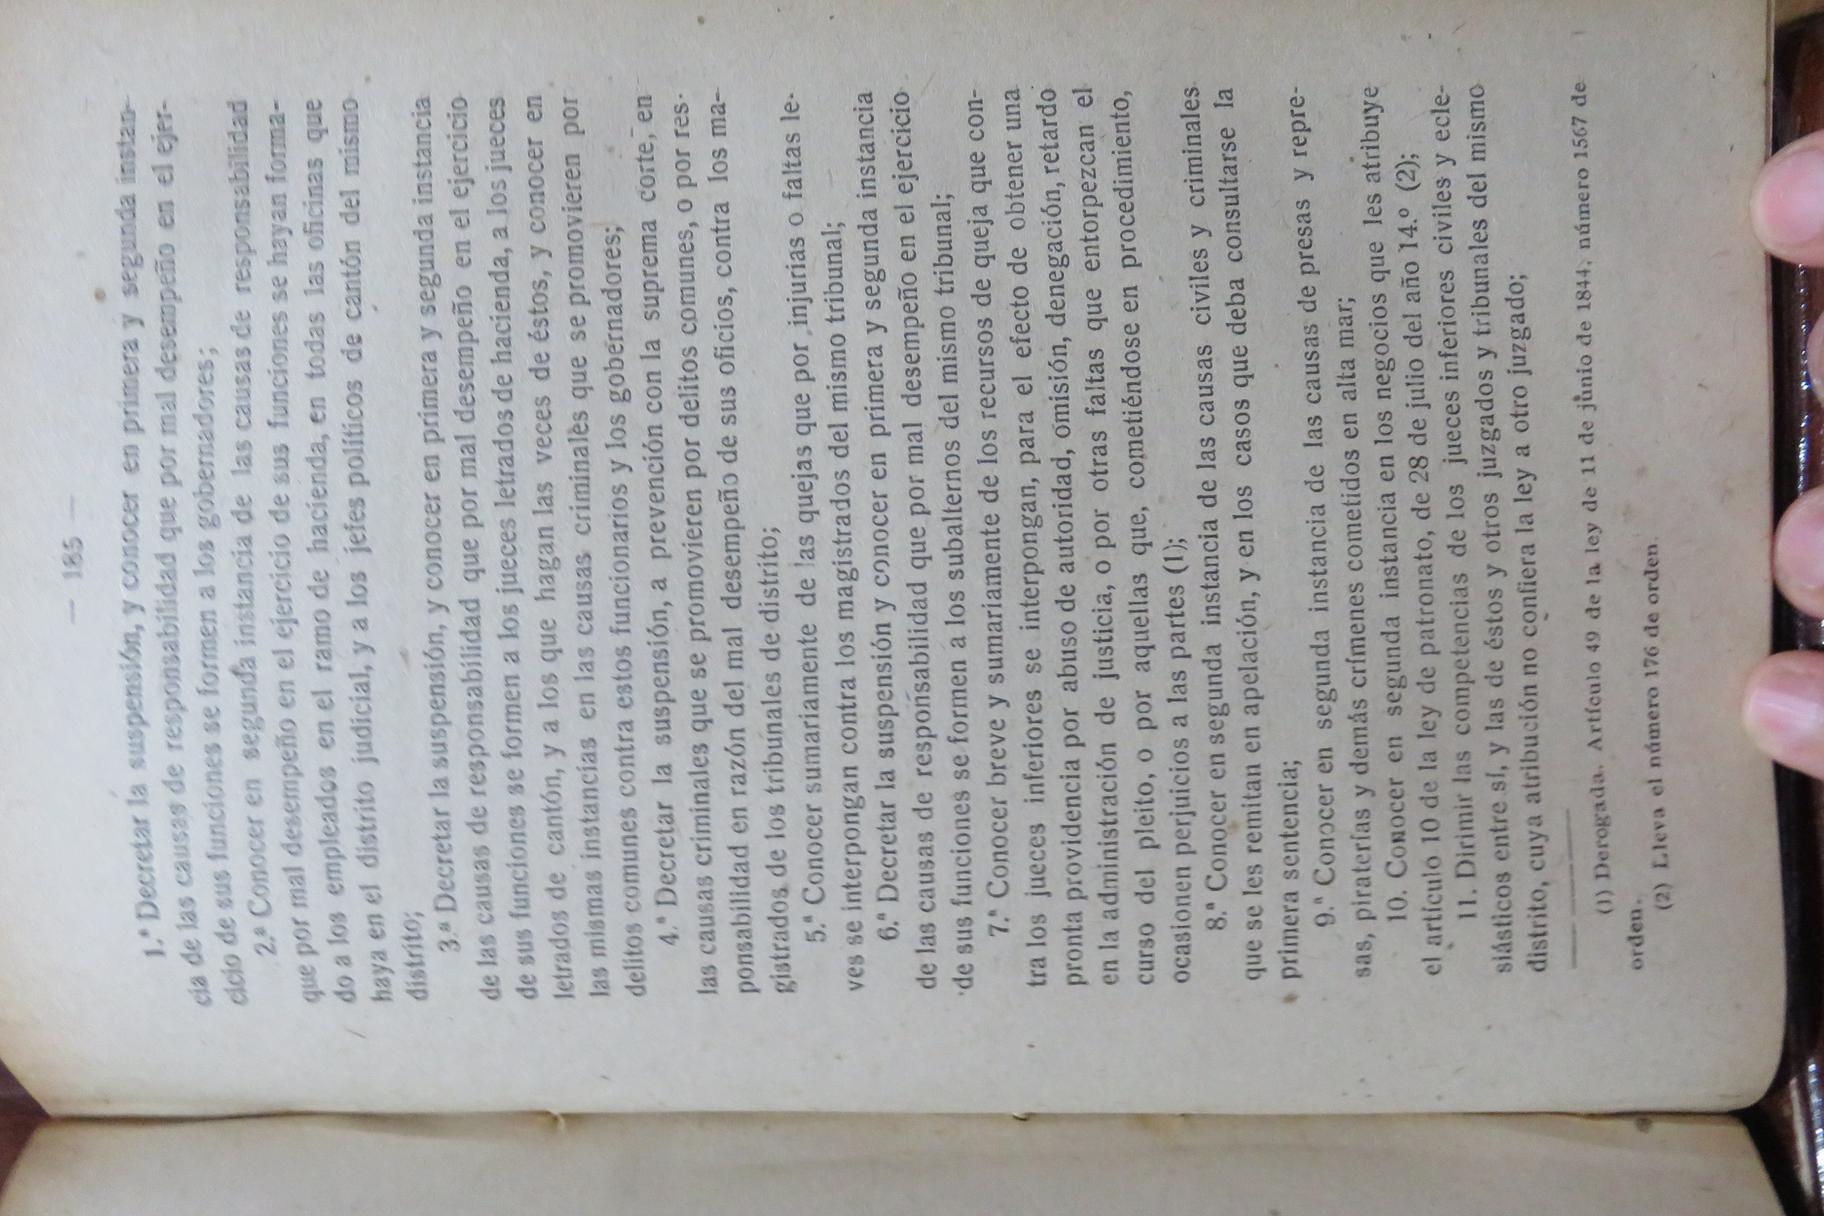 — 185 —
1.ª Decretar la suspensión, y conocer en primera y segunda instan-
cia de las causas de responsabilidad que por mal desempeño en el ejer-
cicio de sus funciones se formen a los gobernadores;
2.ª Conocer en segunda instancia de las causas de responsabilidad
que por mal desempeño en el ejercicio de sus funciones se hayan forma-
do a los empleados en el ramo de hacienda, en todas las oficinas que
haya en el distrito judicial, y a los jefes políticos de cantón del mismo
distrito;
3.ª Decretar la suspensión, y conocer en primera y segunda instancia
de las causas de responsabilidad que por mal desempeño en el ejercicio
de sus funciones se formen a los jueces letrados de hacienda, a los jueces
letrados de cantón, y a los que hagan las veces de éstos, y conocer en
las mismas instancias en las causas criminales que se promovieren por
delitos comunes contra estos funcionarios y los gobernadores;
4.ª Decretar la suspensión, a prevención con la suprema corte, en
las causas criminales que se promovieren por delitos comunes, o por res-
ponsabilidad en razón del mal desempeño de sus oficios, contra los ma-
gistrados de los tribunales de distrito;
5.ª Conocer sumariamente de las quejas que por injurias o faltas le-
ves se interpongan contra los magistrados del mismo tribunal;
6.ª Decretar la suspensión y conocer en primera y segunda instancia
de las causas de responsabilidad que por mal desempeño en el ejercicio
de sus funciones se formen a los subalternos del mismo tribunal;
7.ª Conocer breve y sumariamente de los recursos de queja que con-
tra los jueces inferiores se interpongan, para el efecto de obtener una
pronta providencia por abuso de autoridad, omisión, denegación, retardo
en la administración de justicia, o por otras faltas que entorpezcan el
curso del pleito, o por aquellas que, cometiéndose en procedimiento,
ocasionen perjuicios a las partes (1);
8.ª Conocer en segunda instancia de las causas civiles y criminales
que se les remitan en apelación, y en los casos que deba consultarse la
primera sentencia;
9.ª Conocer en segunda instancia de las causas de presas y repre-
sas, piraterías y demás crímenes cometidos en alta mar;
10. Conocer en segunda instancia en los negocios que les atribuye
el artículo 10 de la ley de patronato, de 28 de julio del año 14.º (2);
11. Dirimir las competencias de los jueces inferiores civiles y ecle-
siásticos entre sí, y las de éstos y otros juzgados y tribunales del mismo
distrito, cuya atribución no confiera la ley a otro juzgado;
(1) Derogada. Artículo 49 de la ley de 11 de junio de 1844, número 1567 de
orden.
(2) Lleva el número 176 de orden.